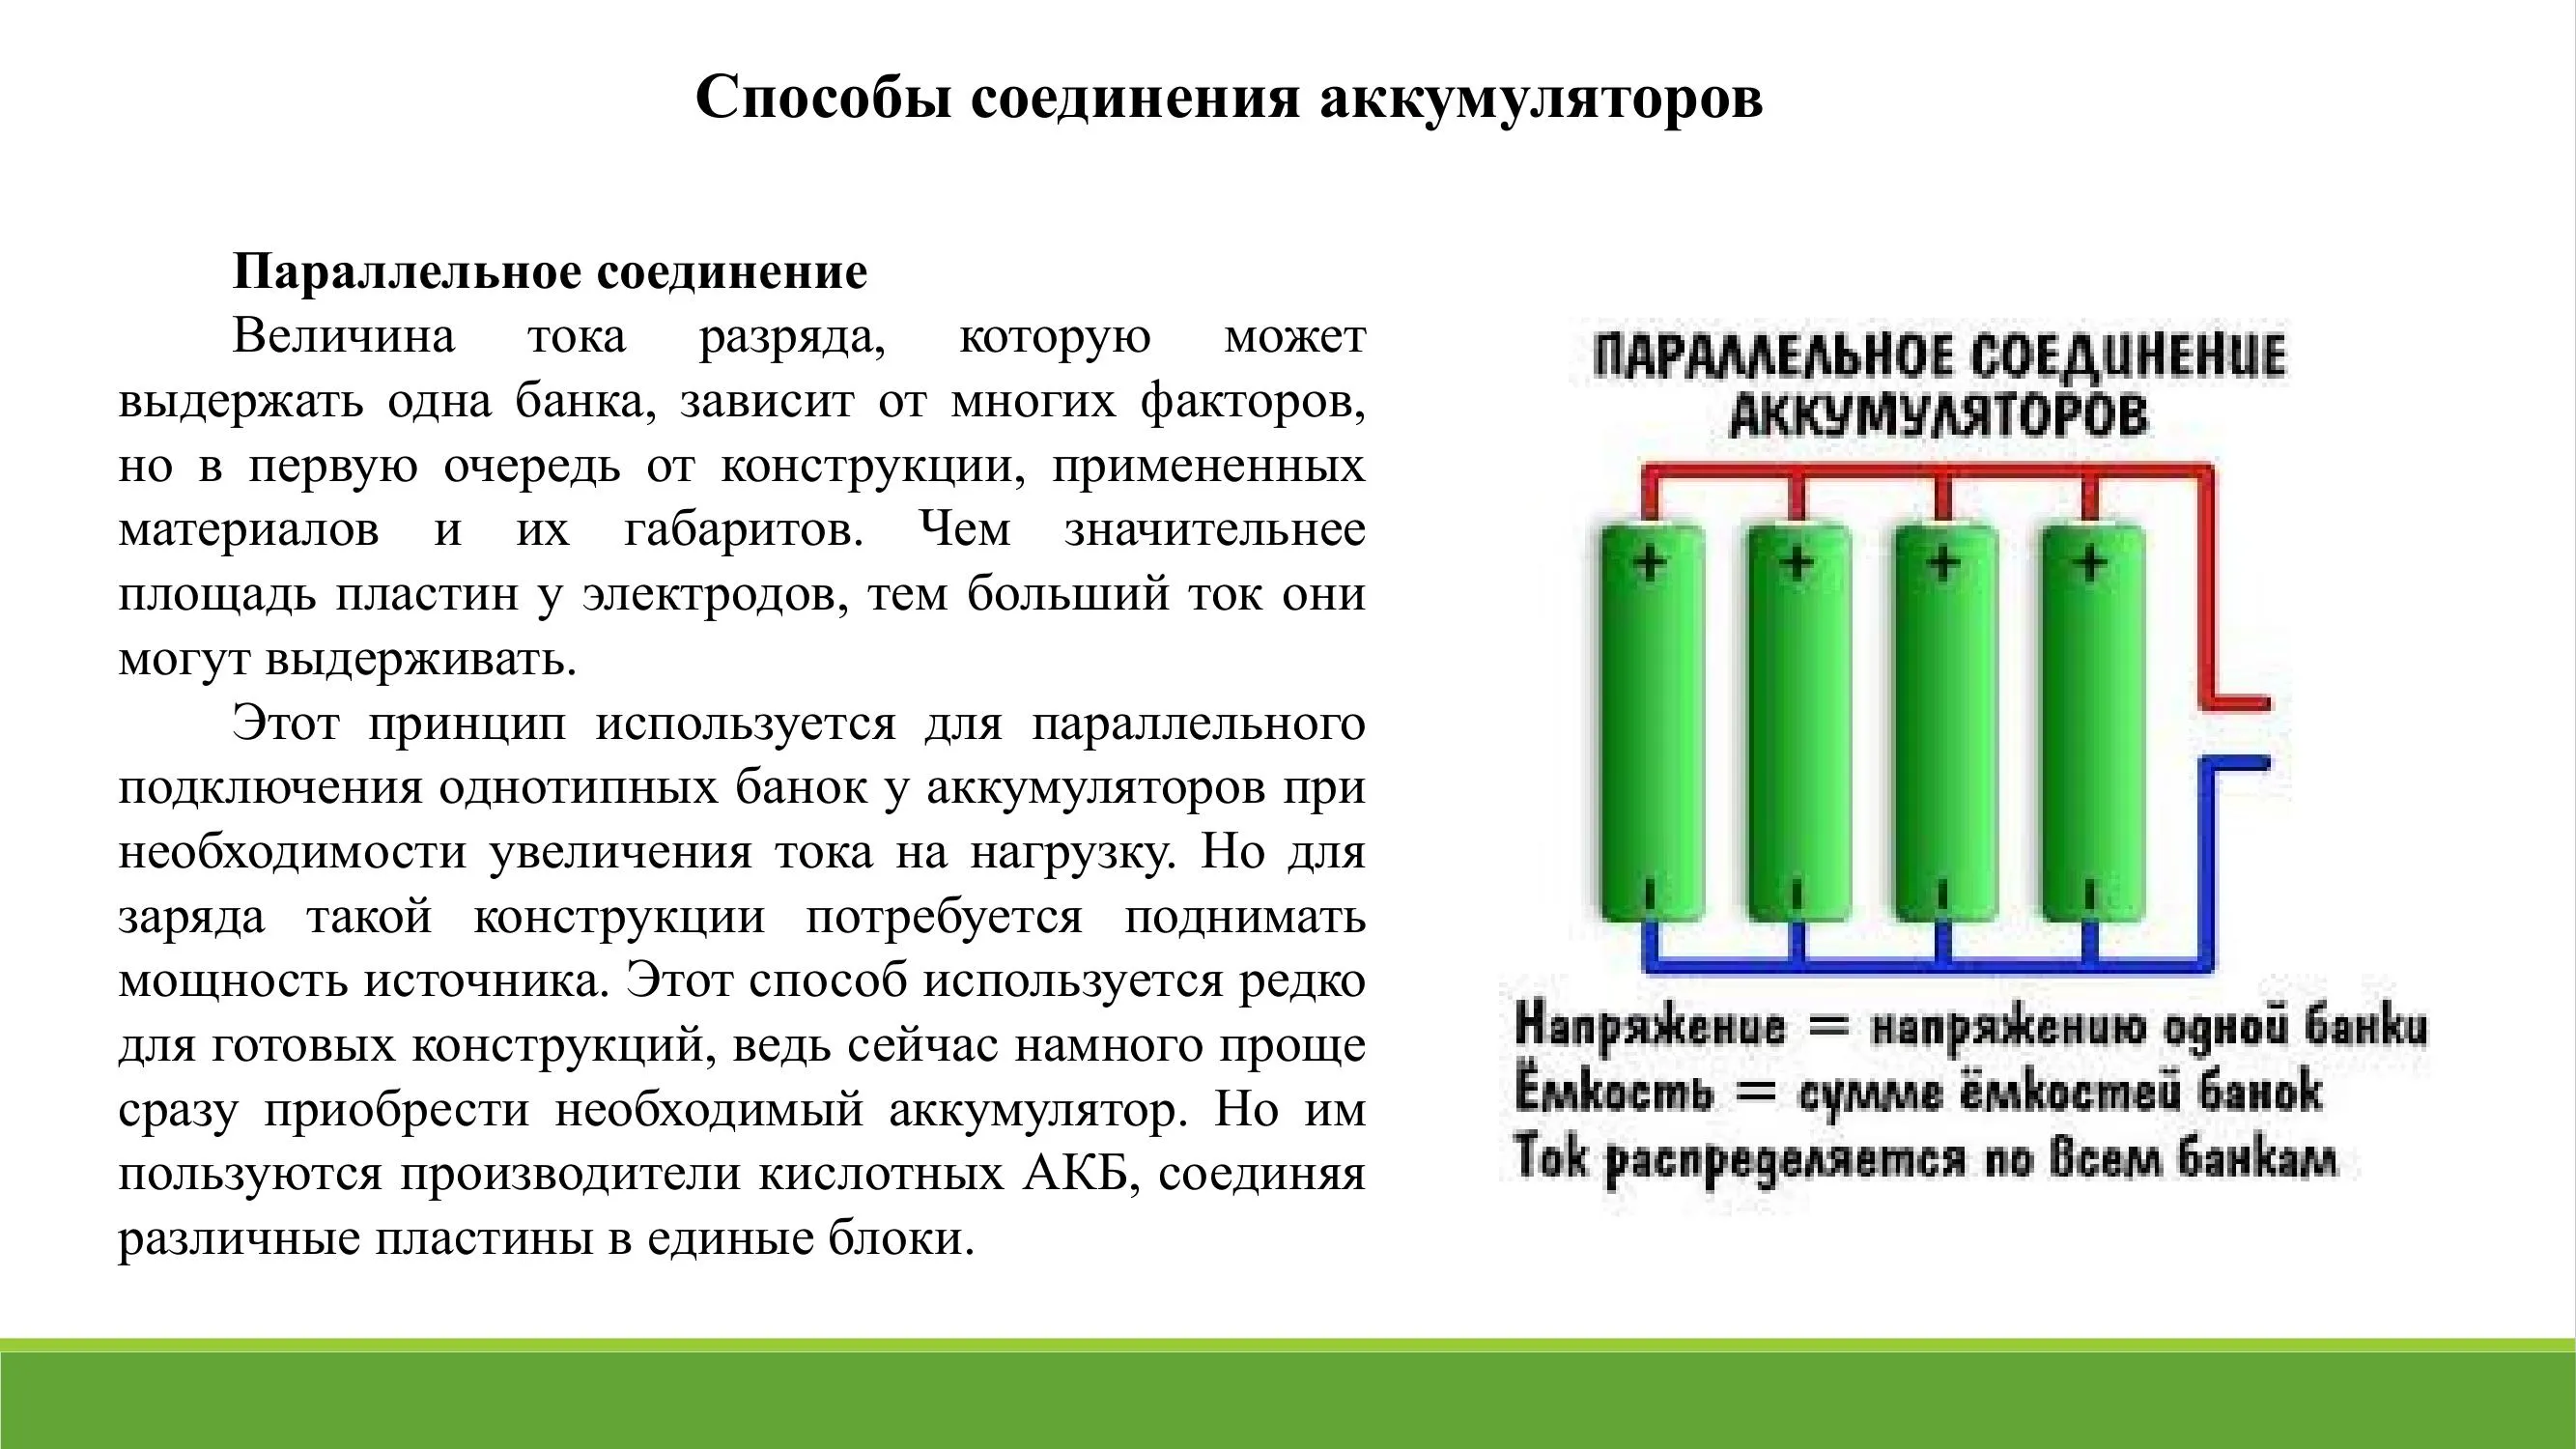 Способы соединения аккумуляторов
Параллельное соединение
Величина тока разряда, которую может
выдержать одна банка, зависит от многих факторов,
но в первую очередь от конструкции, примененных
материалов и их габаритов. Чем значительнее
площадь пластин у электродов, тем больший ток они
могут выдерживать.
Этот принцип используется для параллельного
подключения однотипных банок у аккумуляторов при
необходимости увеличения тока на нагрузку. Но для
заряда такой конструкции потребуется поднимать
мощность источника. Этот способ используется редко
для готовых конструкций, ведь сейчас намного проще
сразу приобрести необходимый аккумулятор. Но им
пользуются производители кислотных АКБ, соединяя
различные пластины в единые блоки.
ПАРАЛЛЕЛЬНОЕ СОЕДИНЕНИЕ
АККУМУЛЯТОРОВ
+ + + +
- - - -
Напряжение = напряжению одной банки
Ёмкость = сумме ёмкостей банок
Ток распределяется по всем банкам